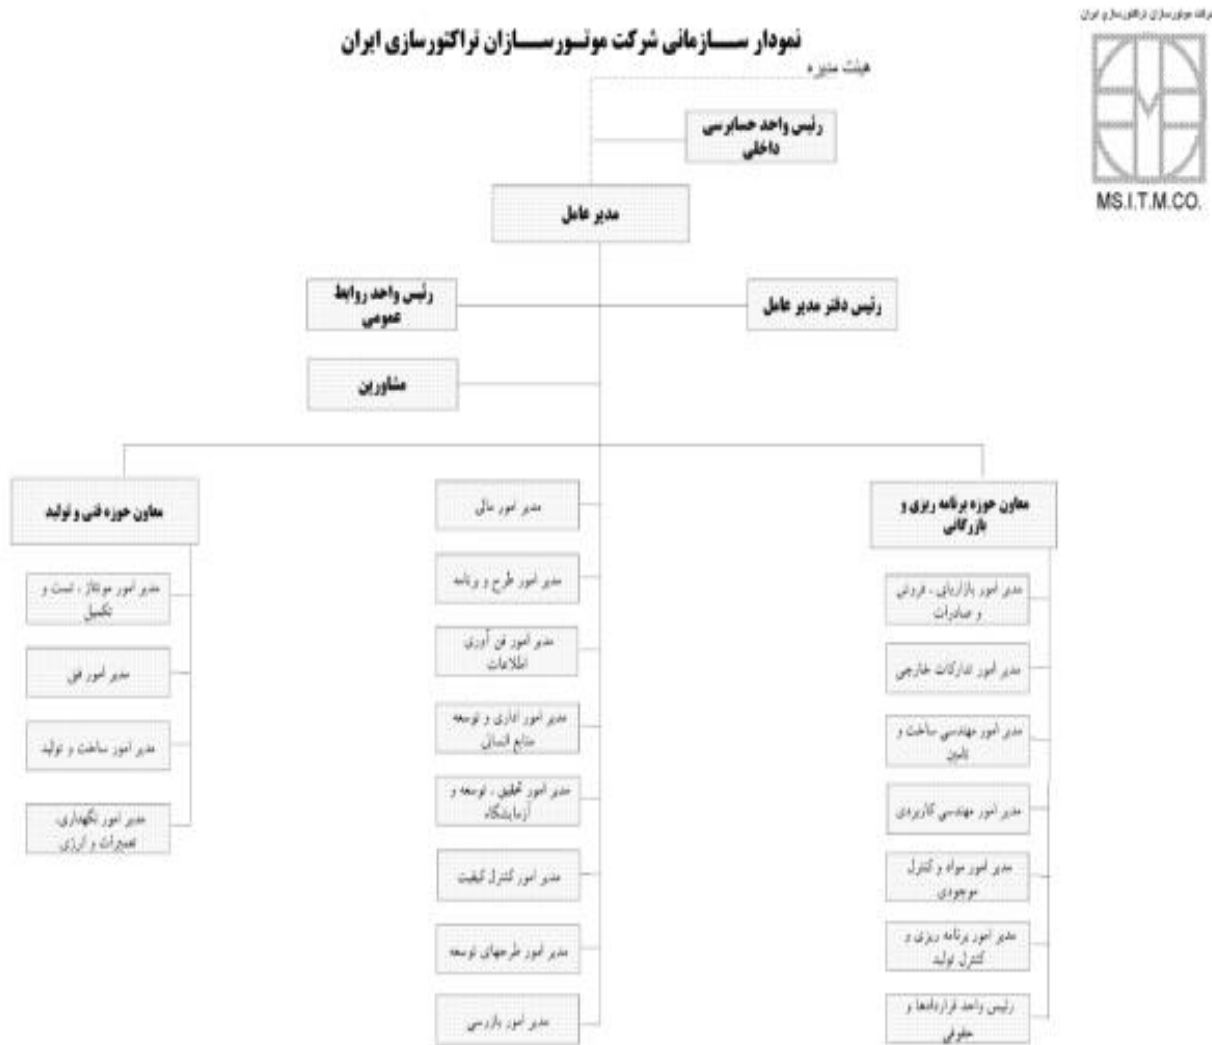 شرکت موتورسازان تراکتورسازی ایران
نمودار ســـازمانی شرکت موتــورســـــازان تراکتورسازی ایران
هیئت مدیره
MS.I.T.M.CO.
رئیس واحد حسابرسی
داخلی
مدیر عامل
رئیس دفتر مدیر عامل
رئیس واحد روابط
عمومی
مشاورین
معاون حوزه برنامه ریزی و
بازرگانی
مدیر امور بازاریابی ، فروش
و صادرات
مدیر امور تدارکات خارجی
مدیر امور مهندسی ساخت و
تامین
مدیر امور مهندسی کاربردی
مدیر امور مواد و کنترل
موجودی
مدیر امور برنامه ریزی و
کنترل تولید
رئیس واحد قراردادها و
حقوقی
مدیر امور مالی
مدیر امور طرح و برنامه
مدیر امور فن آوری
اطلاعات
مدیر امور اداری و توسعه
منابع انسانی
مدیر امور تحقیق ، توسعه و
آزمایشگاه
مدیر امور کنترل کیفیت
مدیر امور طرحهای توسعه
مدیر امور بازرسی
معاون حوزه فنی و تولید
مدیر امور مونتاژ ، تست و
تکمیل
مدیر امور فنی
مدیر امور ساخت و تولید
مدیر امور نگهداری،
تعمیرات و انرژی